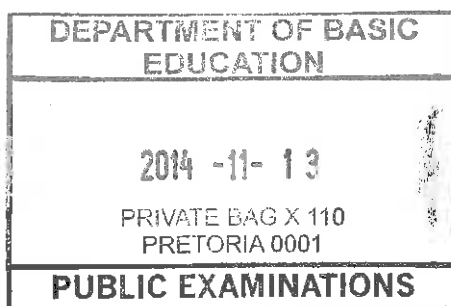 DEPARTMENT OF BASIC
EDUCATION
2014 -11- 13
PRIVATE BAG X 110
PRETORIA 0001
PUBLIC EXAMINATIONS